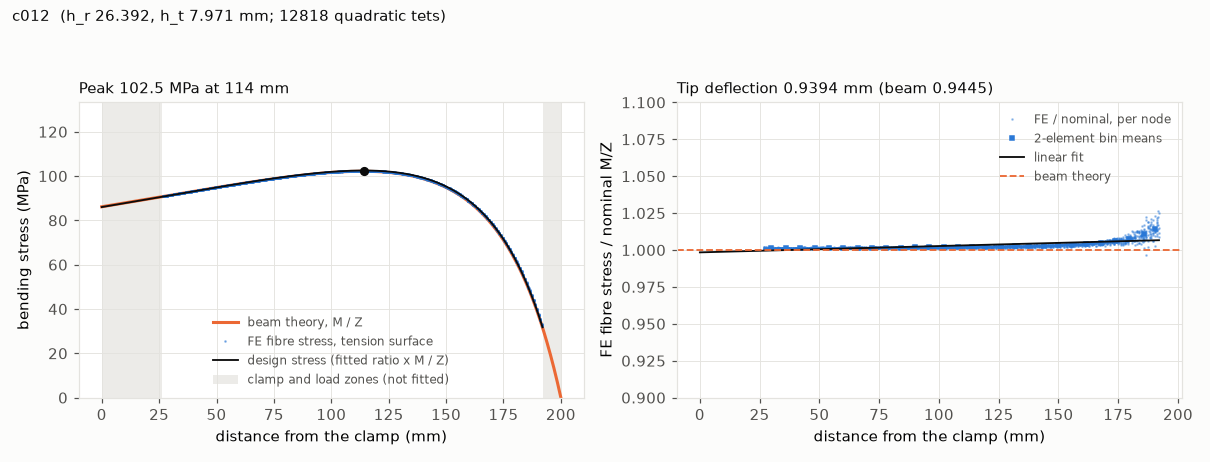 c012  (h_r 26.392, h_t 7.971 mm; 12818 quadratic tets)
Peak 102.5 MPa at 114 mm
bending stress (MPa)
120
100
80
60
40
20
0
beam theory, M / Z
FE fibre stress, tension surface
design stress (fitted ratio x M / Z)
clamp and load zones (not fitted)
0 25 50 75 100 125 150 175 200
distance from the clamp (mm)
Tip deflection 0.9394 mm (beam 0.9445)
FE fibre stress / nominal M/Z
1.100
1.075
1.050
1.025
1.000
0.975
0.950
0.925
0.900
FE / nominal, per node
2-element bin means
linear fit
beam theory
0 25 50 75 100 125 150 175 200
distance from the clamp (mm)